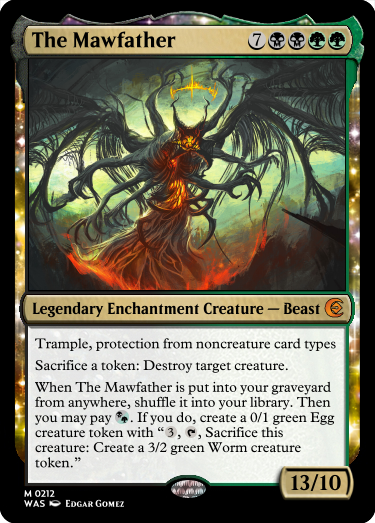 The Mawfather 7
Legendary Enchantment Creature — Beast
Trample, protection from noncreature card types
Sacrifice a token: Destroy target creature.
When The Mawfather is put into your graveyard
from anywhere, shuffle it into your library. Then
you may pay . If you do, create a 0/1 green Egg
creature token with “3, , Sacrifice this
creature: Create a 3/2 green Worm creature
token.”
13/10
M 0212
WAS Edgar Gomez